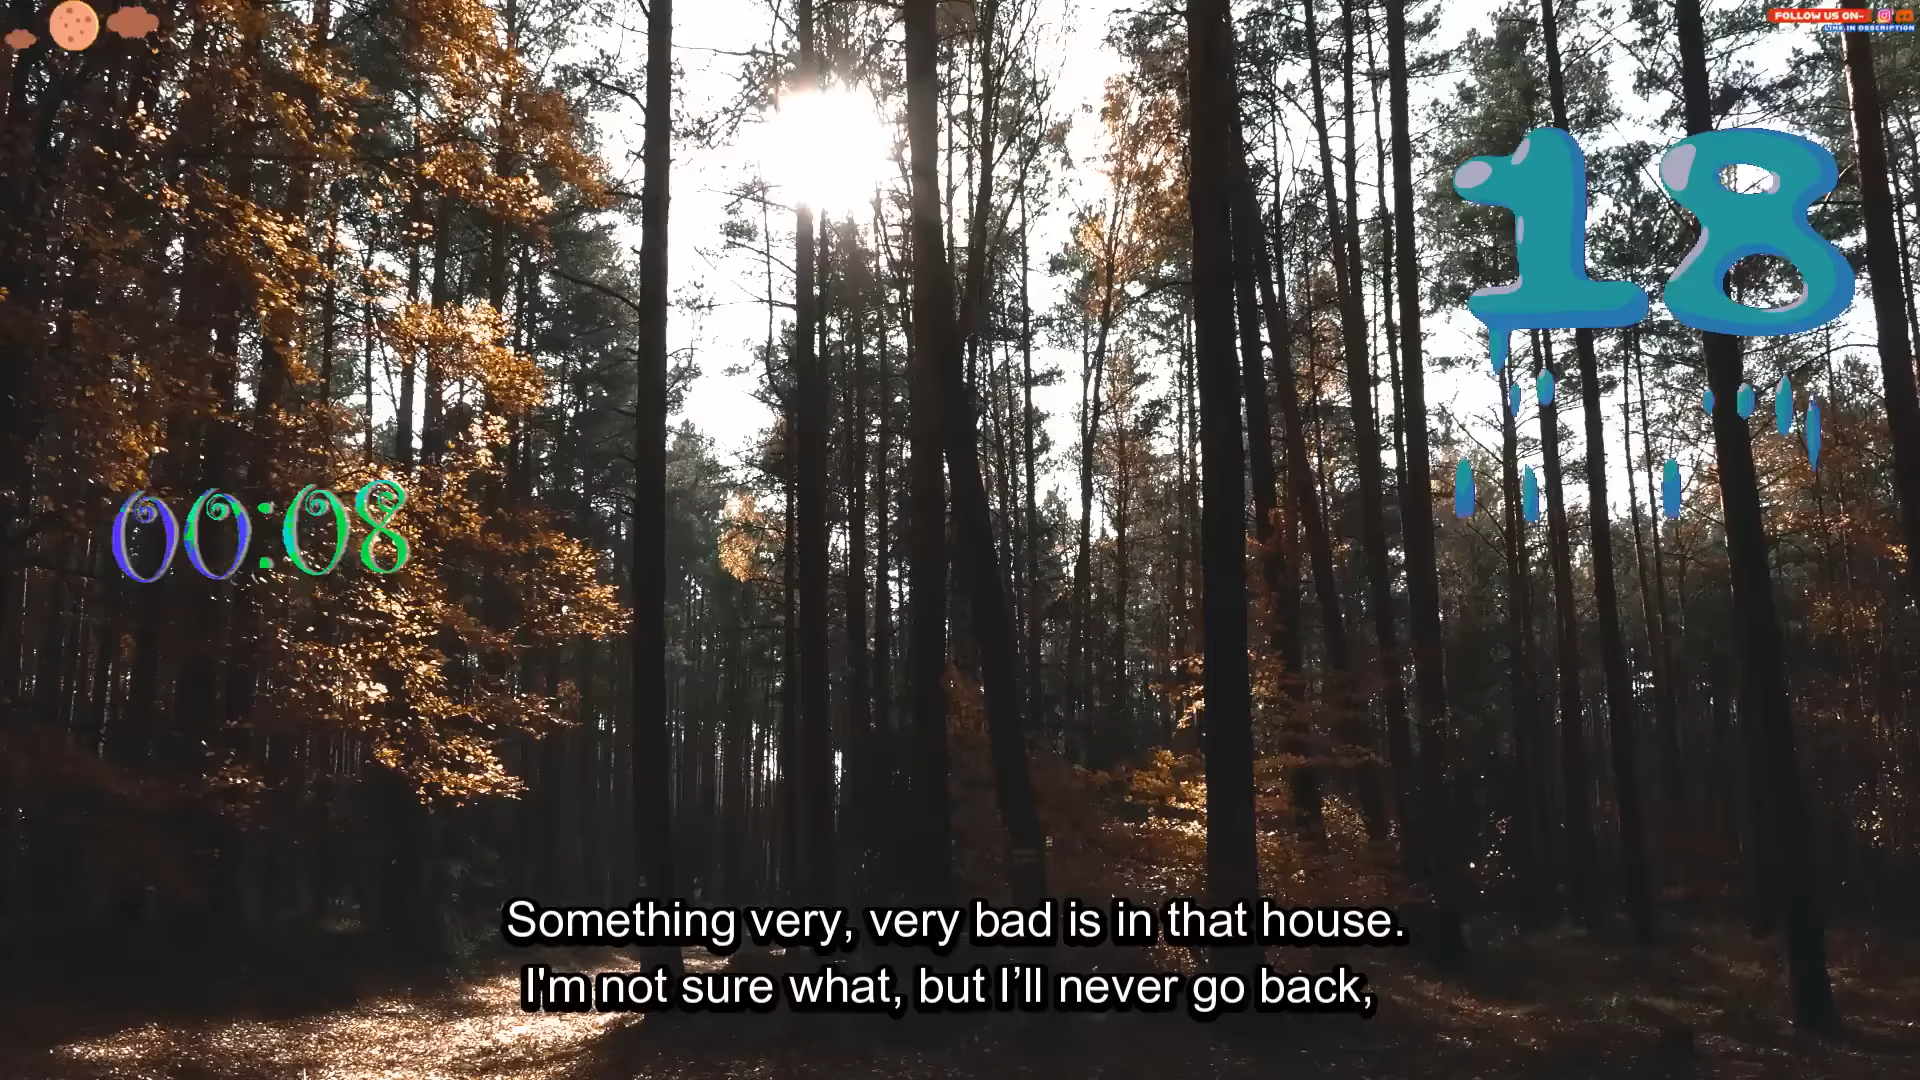 FOLLOW US ON-
LINK IN DESCRIPTION
18
00:08
Something very, very bad is in that house.
I'm not sure what, but I’ll never go back,